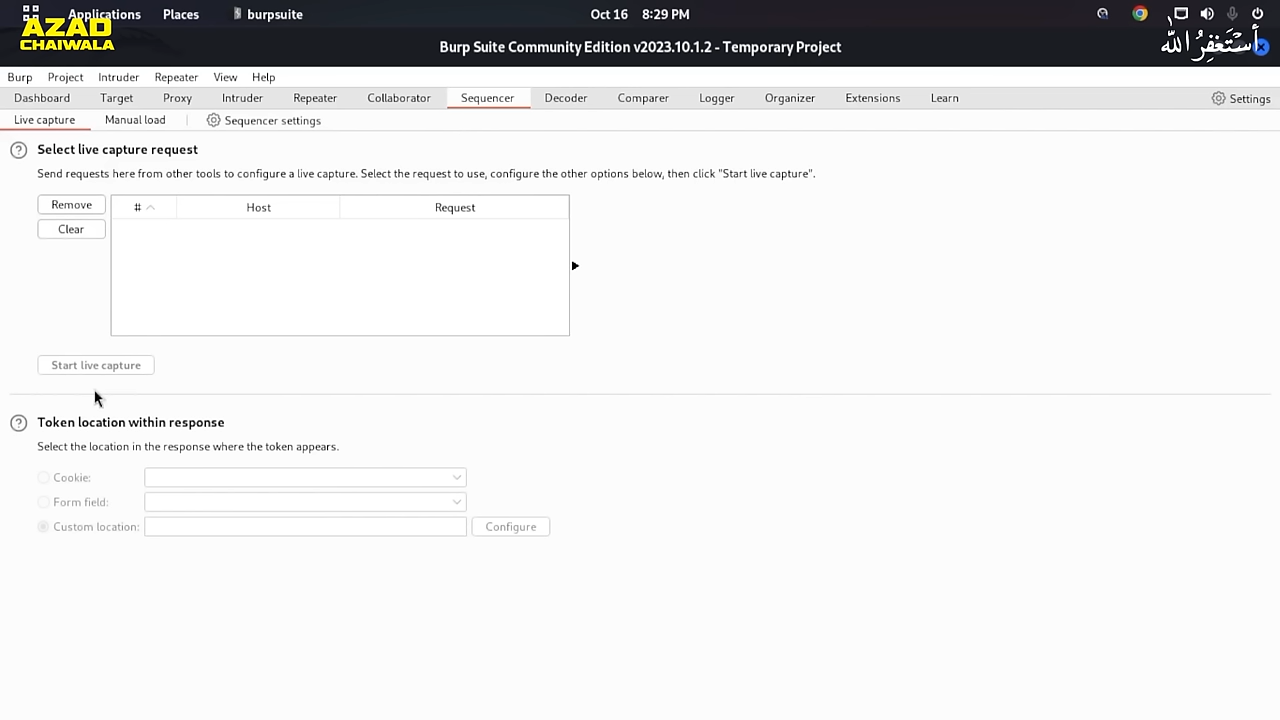 Applications Places burpsuite Oct 16 8:29 PM
AZAD
CHAIWALA
أستغفر الله
Burp Suite Community Edition v2023.10.1.2 - Temporary Project
Burp Project Intruder Repeater View Help
Dashboard Target Proxy Intruder Repeater Collaborator Sequencer Decoder Comparer Logger Organizer Extensions Learn Settings
Live capture Manual load Sequencer settings
Select live capture request
Send requests here from other tools to configure a live capture. Select the request to use, configure the other options below, then click "Start live capture".
Remove
Clear
# Host Request
Start live capture
Token location within response
Select the location in the response where the token appears.
Cookie:
Form field:
Custom location: Configure